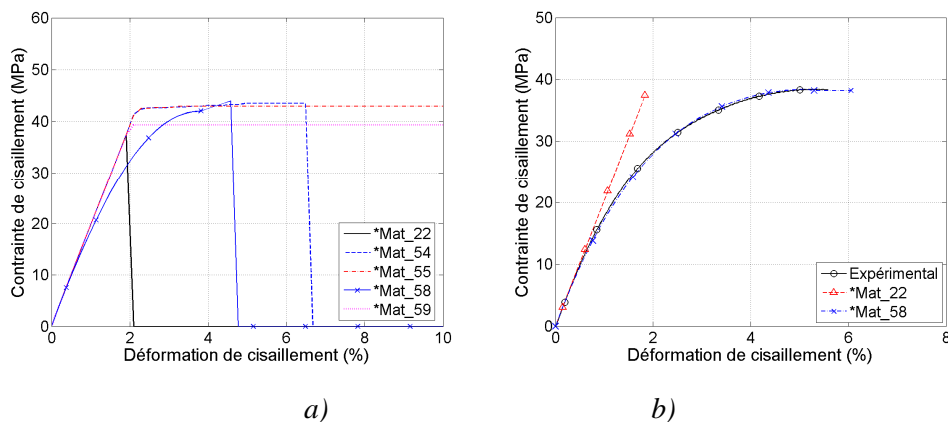 60
50
40
30
20
10
0
0 2 4 6 8 10
Contrainte de cisaillement (MPa)
Déformation de cisaillement (%)
*Mat_22
*Mat_54
*Mat_55
*Mat_58
*Mat_59
a)
50
40
30
20
10
0
0 2 4 6 8
Contrainte de cisaillement (MPa)
Déformation de cisaillement (%)
Expérimental
*Mat_22
*Mat_58
b)